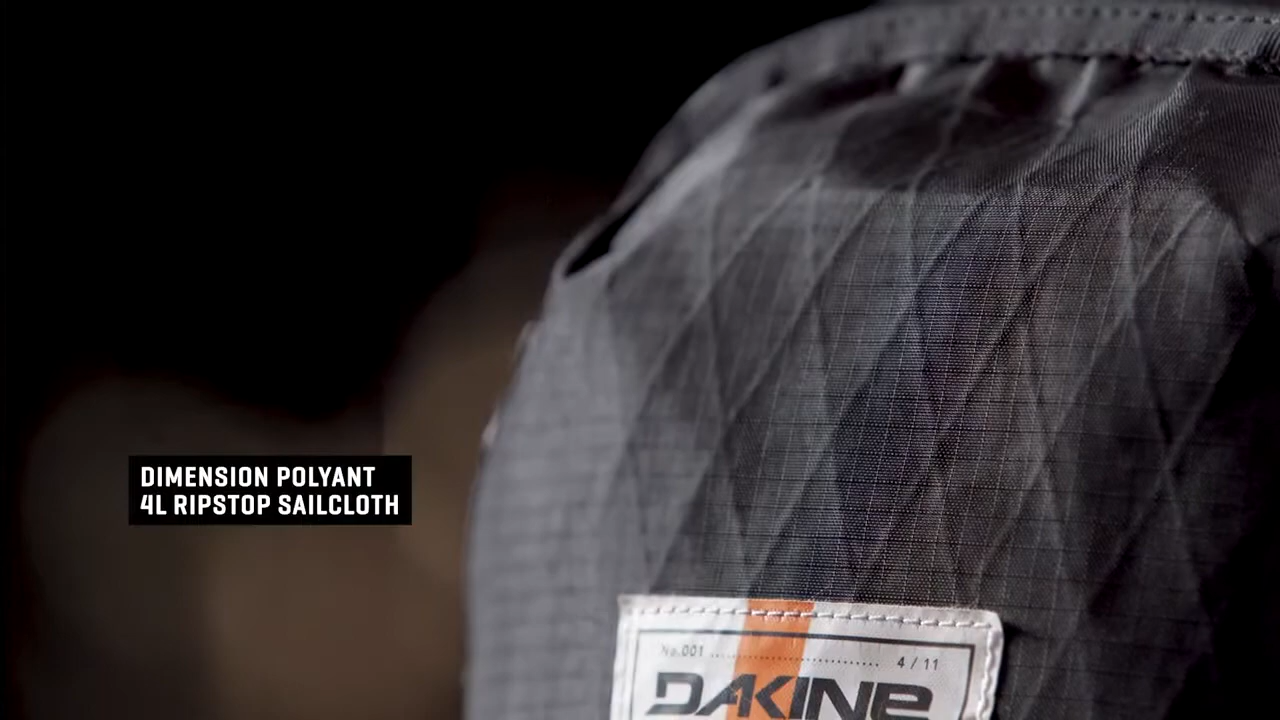 DIMENSION POLYANT
4L RIPSTOP SAILCLOTH
No.001 .................... 4/11
DAKINE